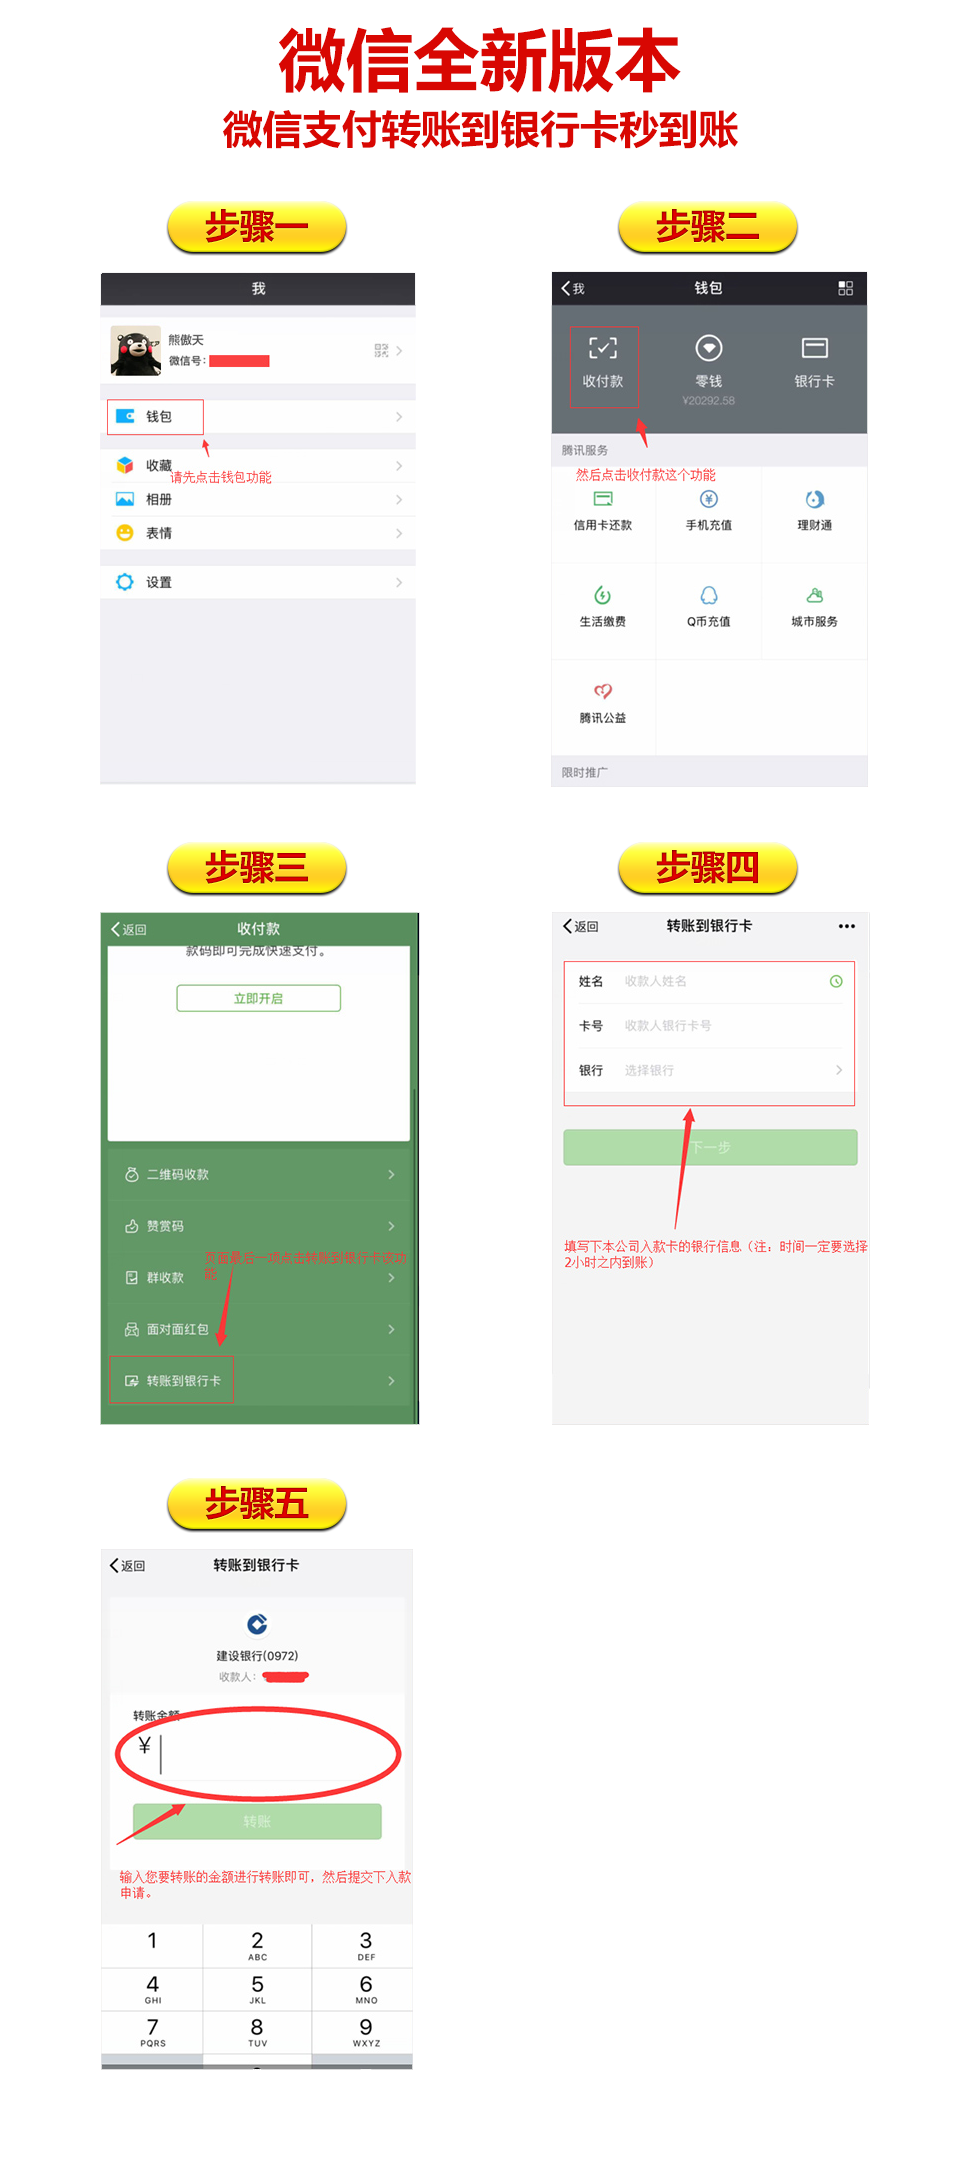 微信全新版本
微信支付转账到银行卡秒到账
步骤一
我
熊傲天
微信号：
钱包
请先点击钱包功能
收藏
相册
表情
设置
步骤二
我
钱包
收付款
零钱
银行卡
¥20292.58
腾讯服务
然后点击收付款这个功能
信用卡还款
手机充值
理财通
生活缴费
Q币充值
城市服务
腾讯公益
限时推广
步骤三
返回
收付款
款码即可完成快速支付。
立即开启
二维码收款
赞赏码
页面最后一项点击转账到银行卡该功
能
群收款
面对面红包
转账到银行卡
步骤四
返回
转账到银行卡
姓名 收款人姓名
卡号 收款人银行卡号
银行 选择银行
下一步
填写下本公司入款卡的银行信息（注：时间一定要选择
2小时之内到账）
步骤五
返回
转账到银行卡
建设银行(0972)
收款人：
转账金额
¥
转账
输入您要转账的金额进行转账即可，然后提交下入款
申请。
1 2 3
ABC DEF
4 5 6
GHI JKL MNO
7 8 9
PQRS TUV WXYZ